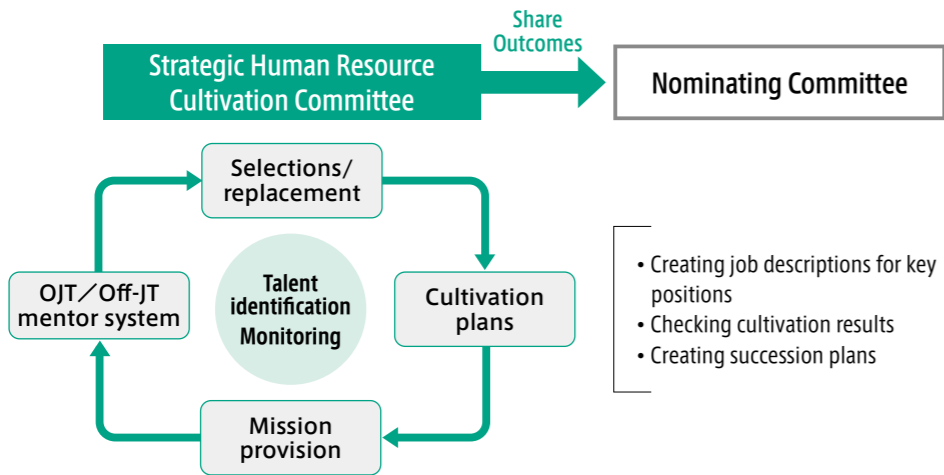 Share
Outcomes
Strategic Human Resource
Cultivation Committee
Nominating Committee
Selections/
replacement
OJT／Off-JT
mentor system
Talent
identification
Monitoring
Cultivation
plans
Mission
provision
• Creating job descriptions for key
positions
• Checking cultivation results
• Creating succession plans